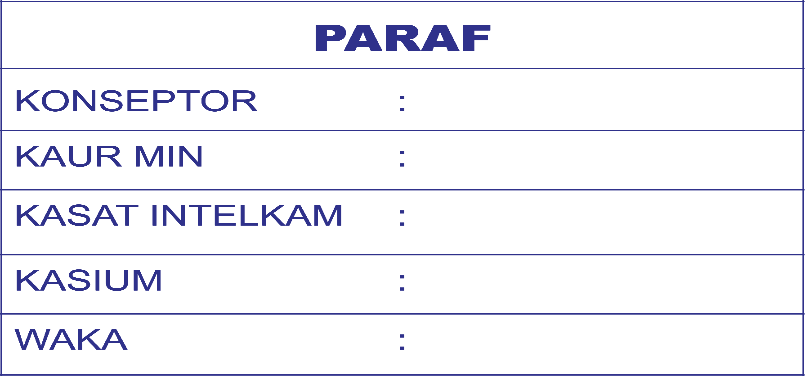 PARAF
KONSEPTOR :
KAUR MIN :
KASAT INTELKAM :
KASIUM :
WAKA :